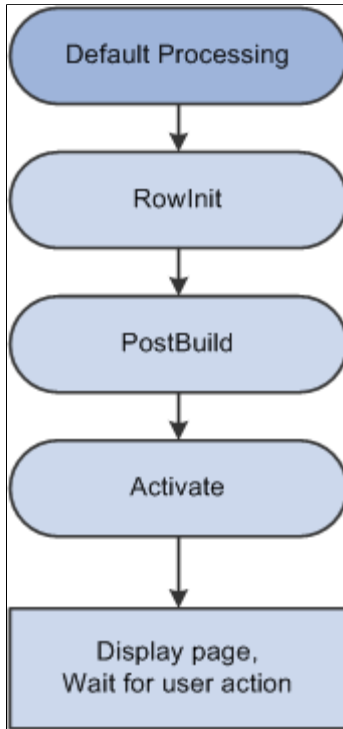 Default Processing
RowInit
PostBuild
Activate
Display page,
Wait for user action